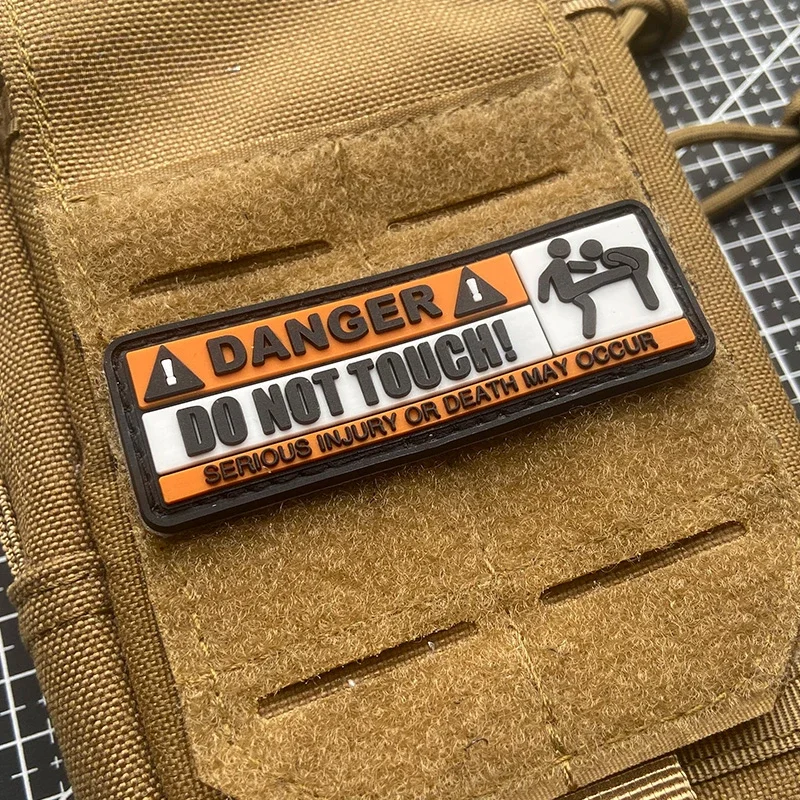 ! DANGER !
DO NOT TOUCH!
SERIOUS INJURY OR DEATH MAY OCCUR